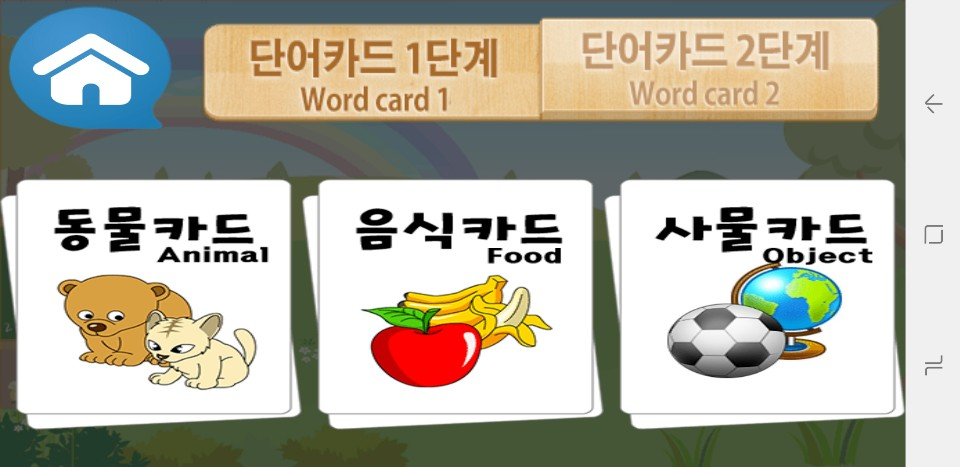 단어카드 1단계
Word card 1
단어카드 2단계
Word card 2
동물카드
Animal
음식카드
Food
사물카드
Object